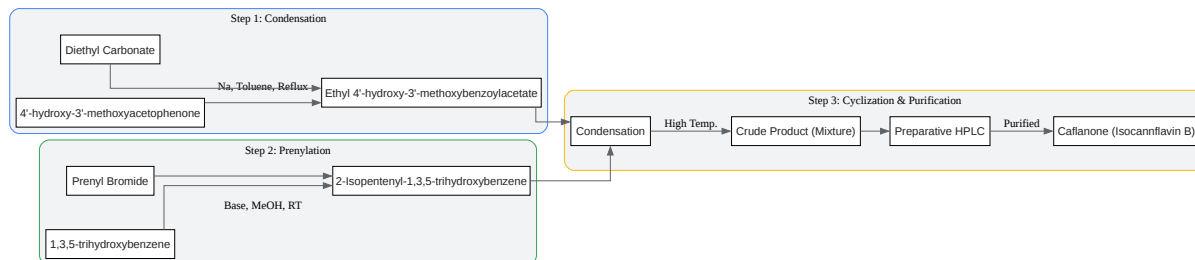 Step 1: Condensation
Diethyl Carbonate
Na, Toluene, Reflux
4'-hydroxy-3'-methoxyacetophenone
Ethyl 4'-hydroxy-3'-methoxybenzoylacetate
Step 2: Prenylation
Prenyl Bromide
2-Isopentenyl-1,3,5-trihydroxybenzene
Base, MeOH, RT
1,3,5-trihydroxybenzene
Step 3: Cyclization & Purification
Condensation
High Temp.
Crude Product (Mixture)
Preparative HPLC
Purified
Caflanone (Isocannflavin B)